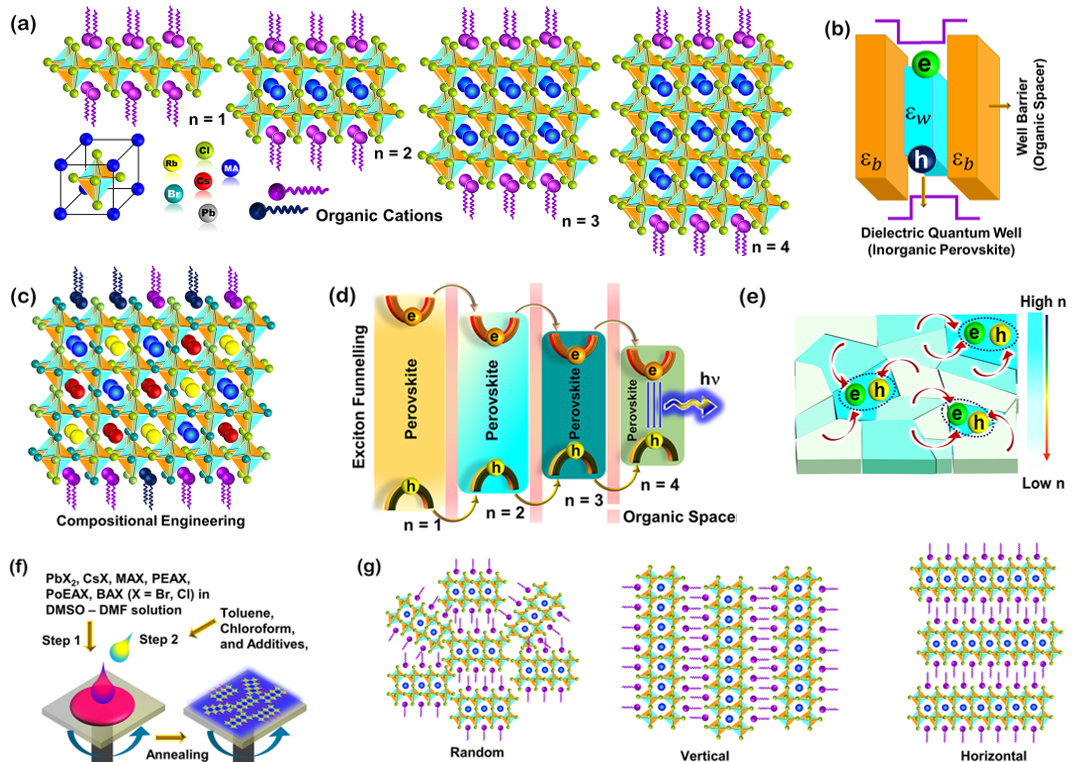 (a)
n = 1
n = 2
n = 3
n = 4
Rb
Cl
MA
Br
Cs
Pb
Organic Cations
(b)
e
εw
h
εb
εb
Well Barrier
(Organic Spacer)
Dielectric Quantum Well
(Inorganic Perovskite)
(c)
Compositional Engineering
(d)
Exciton Funnelling
e
Perovskite
h
n = 1
e
Perovskite
h
n = 2
e
Perovskite
h
n = 3
e
Perovskite
h
n = 4
hν
Organic Spacer
(e)
e
h
e
h
e
h
High n
Low n
(f)
PbX₂, CsX, MAX, PEAX,
PoEAX, BAX (X = Br, Cl) in
DMSO – DMF solution
Step 1
Step 2
Toluene,
Chloroform,
and Additives,
Annealing
(g)
Random
Vertical
Horizontal